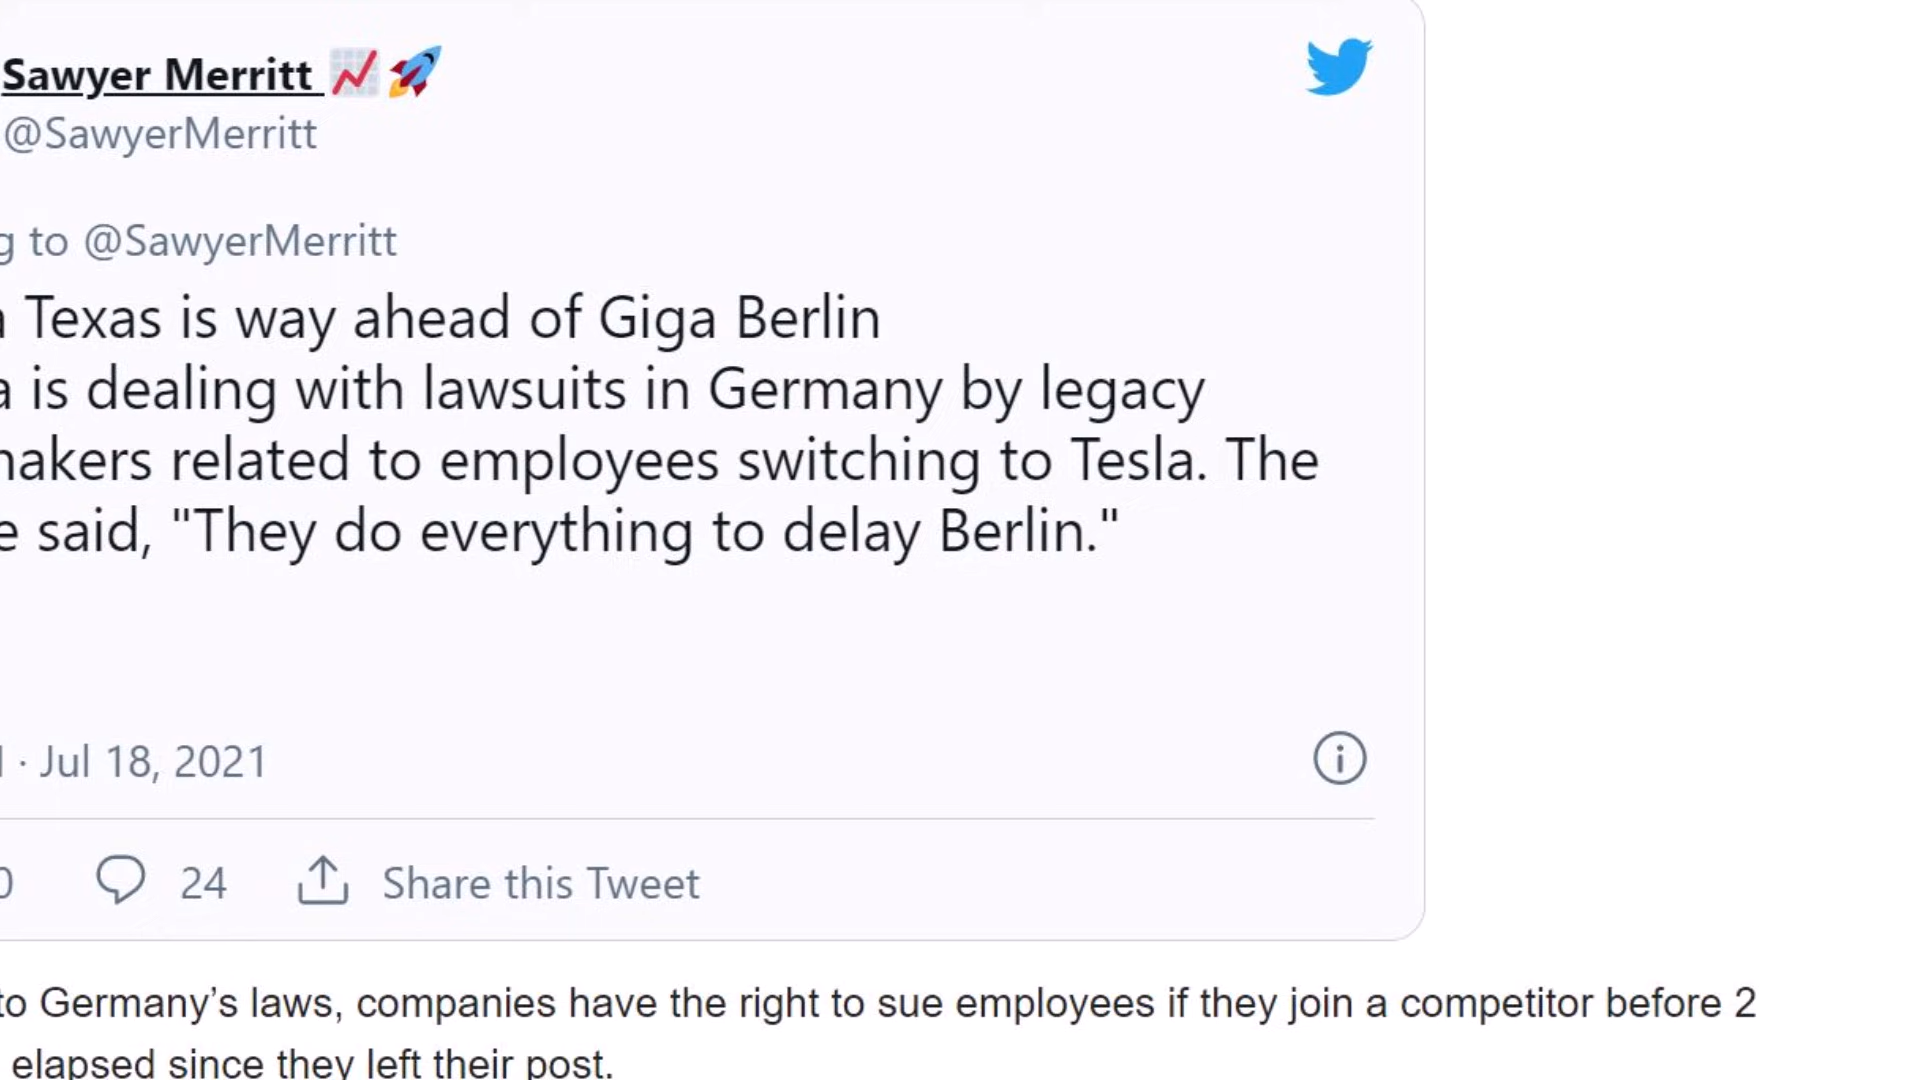 Sawyer Merritt
@SawyerMerritt
to @SawyerMerritt
Texas is way ahead of Giga Berlin
is dealing with lawsuits in Germany by legacy
related to employees switching to Tesla. The
said, "They do everything to delay Berlin."
· Jul 18, 2021
24 Share this Tweet
to Germany’s laws, companies have the right to sue employees if they join a competitor before 2
elapsed since they left their post.